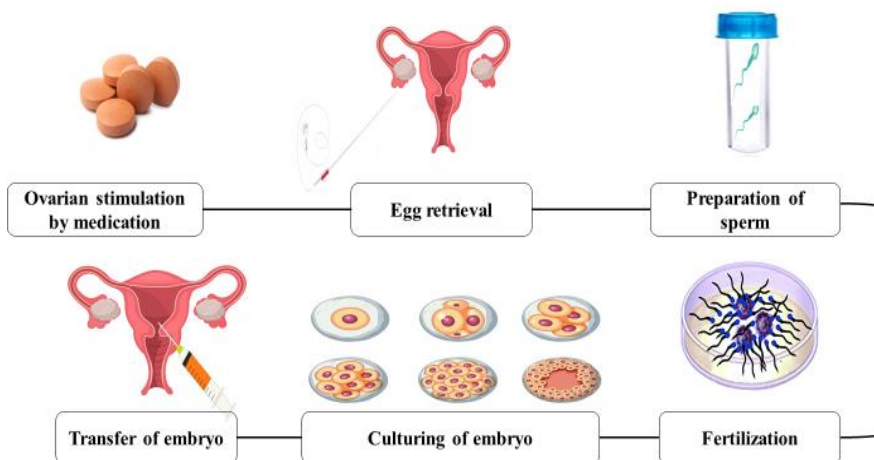 Ovarian stimulation
by medication
Egg retrieval
Preparation of
sperm
Transfer of embryo
Culturing of embryo
Fertilization